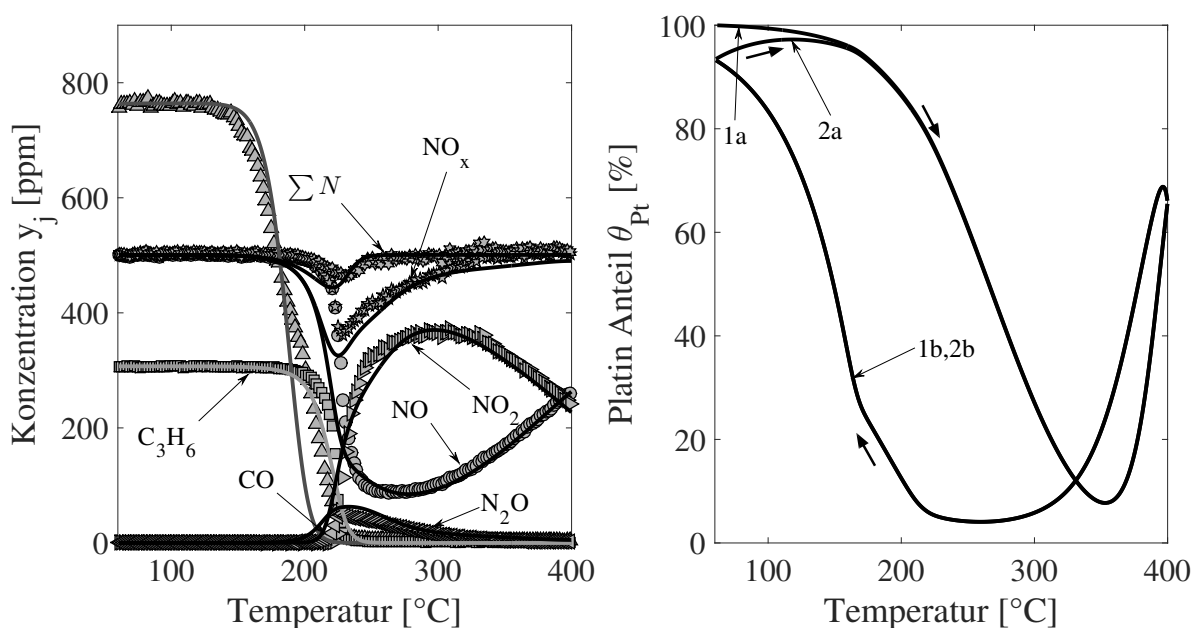 Konzentration y_j [ppm]
800
600
400
200
0
100
200
300
400
Temperatur [°C]
NO_x
∑ N
C_3H_6
CO
NO
NO_2
N_2O
Platin Anteil θ_Pt [%]
100
80
60
40
20
0
100
200
300
400
Temperatur [°C]
1a
2a
1b,2b